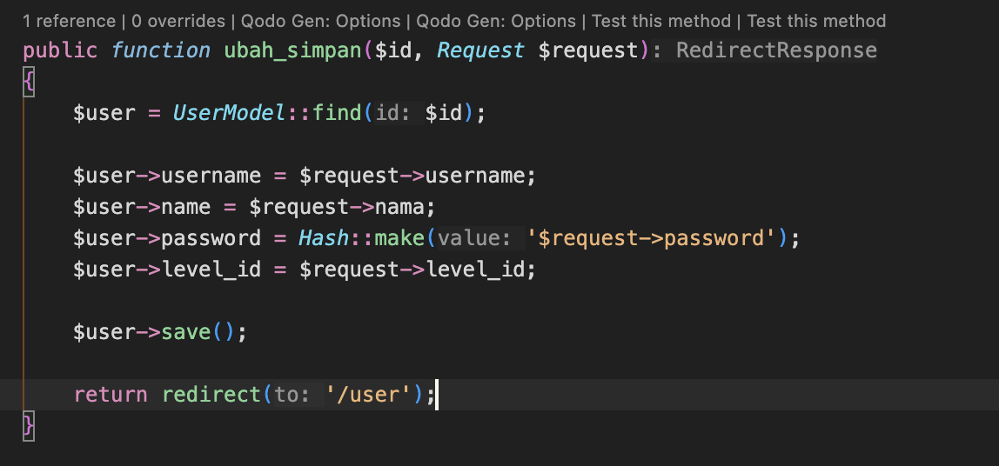 1 reference | 0 overrides | Qodo Gen: Options | Qodo Gen: Options | Test this method | Test this method
public function ubah_simpan($id, Request $request): RedirectResponse
{
    $user = UserModel::find(id: $id);

    $user->username = $request->username;
    $user->name = $request->nama;
    $user->password = Hash::make(value: '$request->password');
    $user->level_id = $request->level_id;

    $user->save();

    return redirect(to: '/user');
}